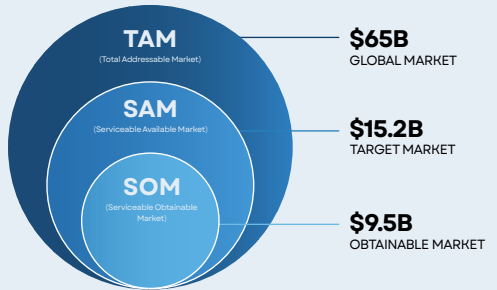 TAM
(Total Addressable Market)
$65B
GLOBAL MARKET
SAM
(Serviceable Available Market)
$15.2B
TARGET MARKET
SOM
(Serviceable Obtainable
Market)
$9.5B
OBTAINABLE MARKET